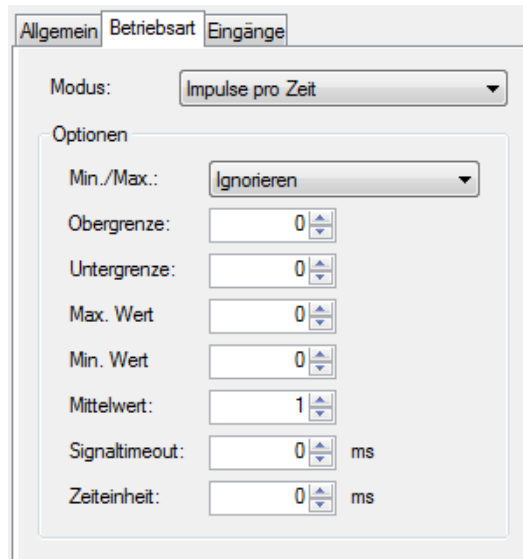 Allgemein Betriebsart Eingänge
Modus: Impulse pro Zeit
Optionen
Min./Max.: Ignorieren
Obergrenze: 0
Untergrenze: 0
Max. Wert 0
Min. Wert 0
Mittelwert: 1
Signaltimeout: 0 ms
Zeiteinheit: 0 ms